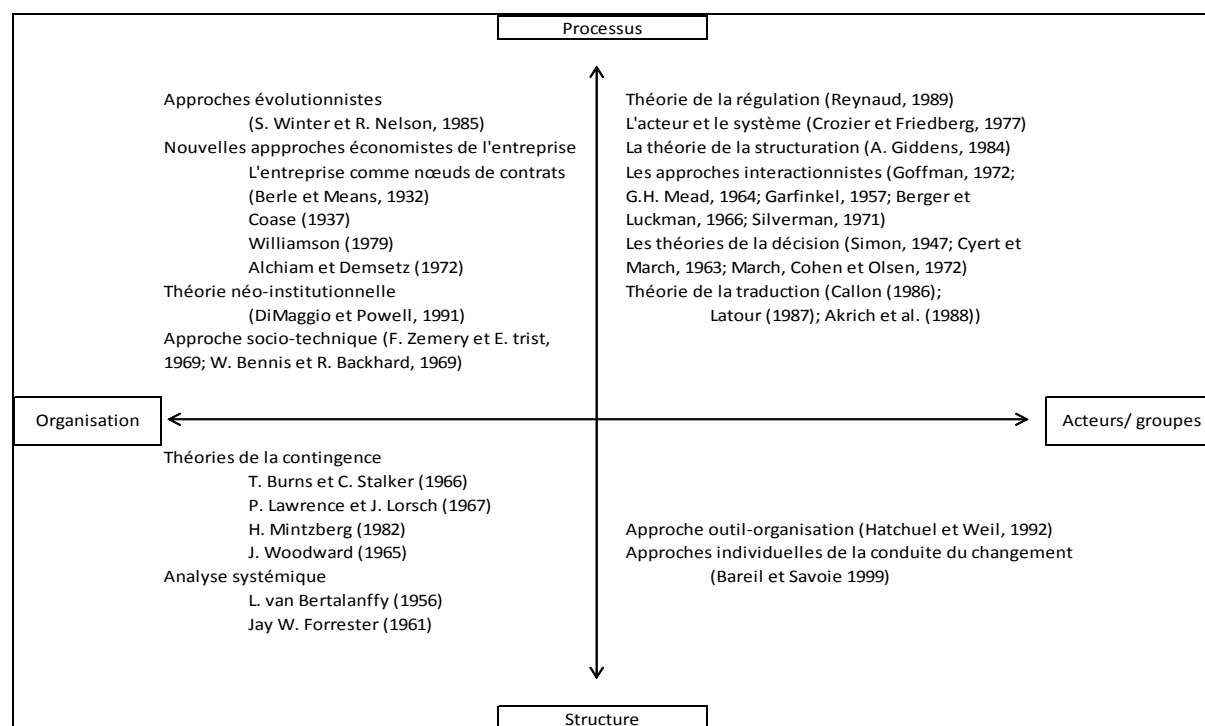 Processus
Approches évolutionnistes
(S. Winter et R. Nelson, 1985)
Nouvelles appproches économistes de l'entreprise
L'entreprise comme nœuds de contrats
(Berle et Means, 1932)
Coase (1937)
Williamson (1979)
Alchiam et Demsetz (1972)
Théorie néo-institutionnelle
(DiMaggio et Powell, 1991)
Approche socio-technique (F. Zemery et E. trist,
1969; W. Bennis et R. Backhard, 1969)
Théorie de la régulation (Reynaud, 1989)
L'acteur et le système (Crozier et Friedberg, 1977)
La théorie de la structuration (A. Giddens, 1984)
Les approches interactionnistes (Goffman, 1972;
G.H. Mead, 1964; Garfinkel, 1957; Berger et
Luckman, 1966; Silverman, 1971)
Les théories de la décision (Simon, 1947; Cyert et
March, 1963; March, Cohen et Olsen, 1972)
Théorie de la traduction (Callon (1986);
Latour (1987); Akrich et al. (1988))
Organisation
Acteurs/ groupes
Théories de la contingence
T. Burns et C. Stalker (1966)
P. Lawrence et J. Lorsch (1967)
H. Mintzberg (1982)
J. Woodward (1965)
Analyse systémique
L. van Bertalanffy (1956)
Jay W. Forrester (1961)
Approche outil-organisation (Hatchuel et Weil, 1992)
Approches individuelles de la conduite du changement
(Bareil et Savoie 1999)
Structure